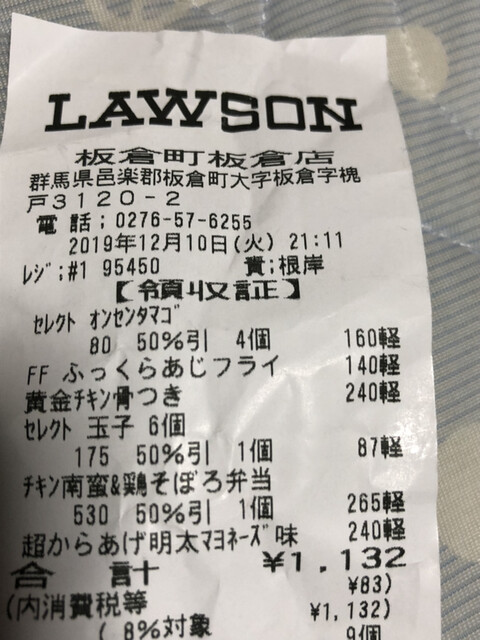 LAWSON
板倉町板倉店
群馬県邑楽郡板倉町大字板倉字槐
戸3120-2
電話;0276-57-6255
2019年12月10日(火) 21:11
レジ;#1 95450 責;根岸
【領収証】
セレクト オンセンタマゴ
80 50%引 4個 160軽
FF ふっくらあじフライ 140軽
黄金チキン骨つき 240軽
セレクト 玉子 6個
175 50%引 1個 87軽
チキン南蛮&鶏そぼろ弁当
530 50%引 1個 265軽
超からあげ明太マヨネーズ味 240軽
合計 ¥1,132
(内消費税等 ¥83)
( 8%対象 ¥1,132)
9個